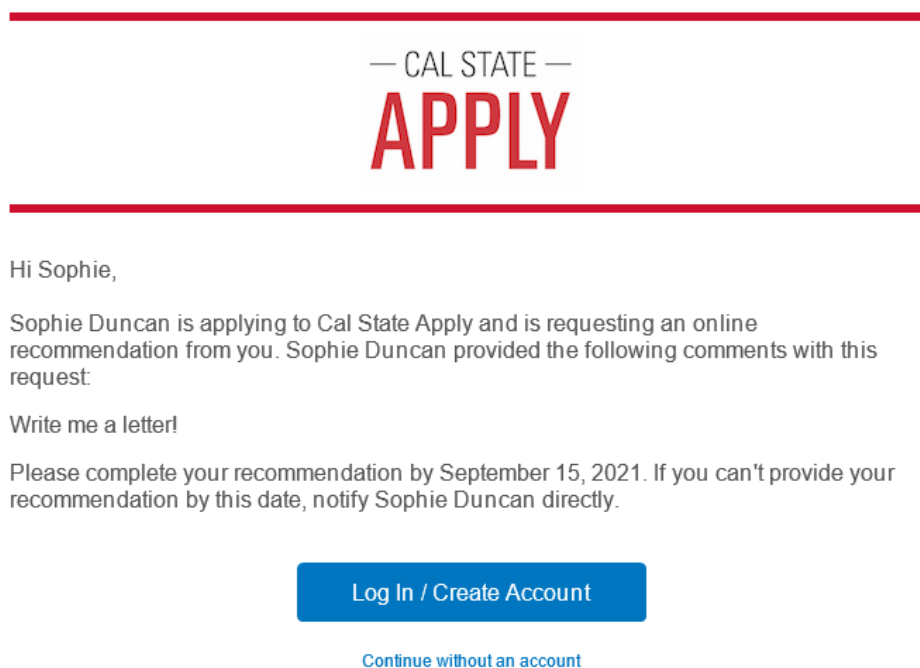 — CAL STATE —
APPLY
Hi Sophie,
Sophie Duncan is applying to Cal State Apply and is requesting an online
recommendation from you. Sophie Duncan provided the following comments with this
request:
Write me a letter!
Please complete your recommendation by September 15, 2021. If you can't provide your
recommendation by this date, notify Sophie Duncan directly.
Log In / Create Account
Continue without an account